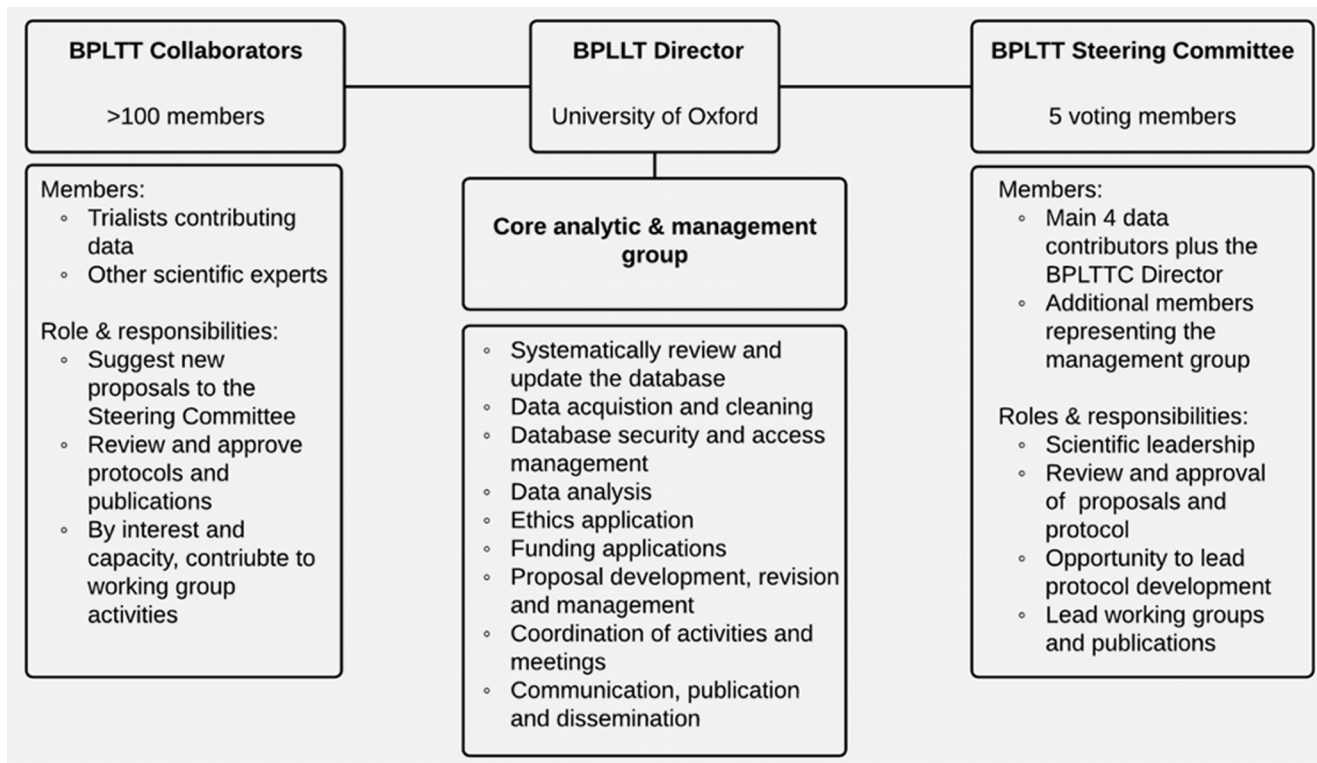 BPLTT Collaborators
>100 members
Members:
◦ Trialists contributing
data
◦ Other scientific experts
Role & responsibilities:
◦ Suggest new
proposals to the
Steering Committee
◦ Review and approve
protocols and
publications
◦ By interest and
capacity, contriubte to
working group
activities
BPLLT Director
University of Oxford
Core analytic & management
group
◦ Systematically review and
update the database
◦ Data acquistion and cleaning
◦ Database security and access
management
◦ Data analysis
◦ Ethics application
◦ Funding applications
◦ Proposal development, revision
and management
◦ Coordination of activities and
meetings
◦ Communication, publication
and dissemination
BPLTT Steering Committee
5 voting members
Members:
◦ Main 4 data
contributors plus the
BPLTTC Director
◦ Additional members
representing the
management group
Roles & responsibilities:
◦ Scientific leadership
◦ Review and approval
of proposals and
protocol
◦ Opportunity to lead
protocol development
◦ Lead working groups
and publications